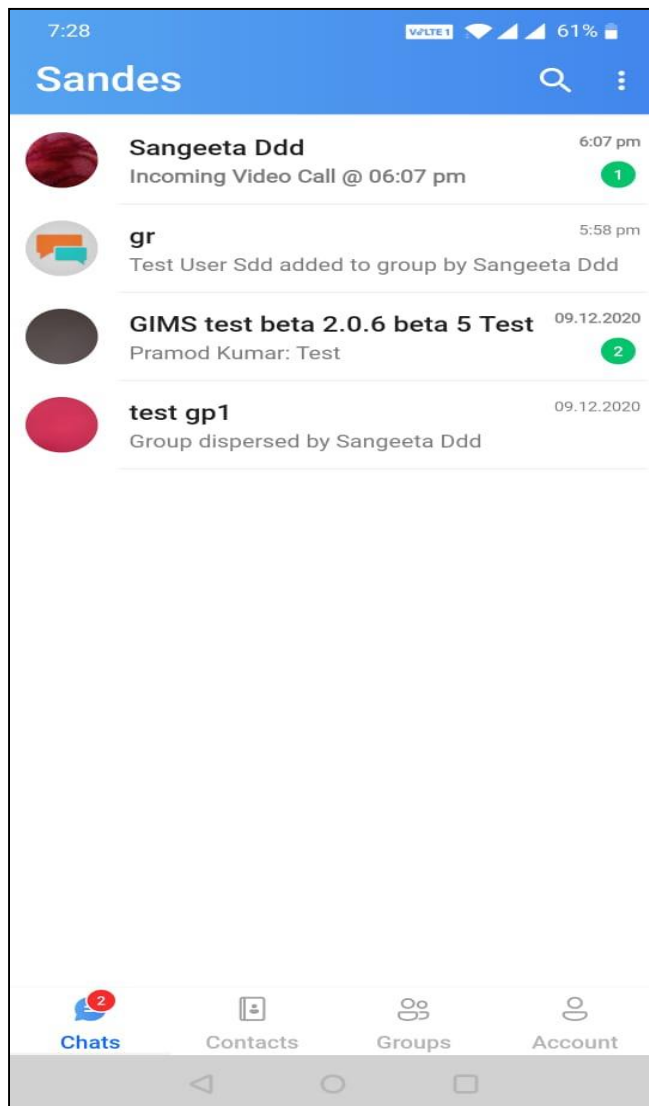 7:28 VoLTE 1 61%
Sandes
Sangeeta Ddd 6:07 pm
Incoming Video Call @ 06:07 pm 1
gr 5:58 pm
Test User Sdd added to group by Sangeeta Ddd
GIMS test beta 2.0.6 beta 5 Test 09.12.2020
Pramod Kumar: Test 2
test gp1 09.12.2020
Group dispersed by Sangeeta Ddd
2
Chats Contacts Groups Account